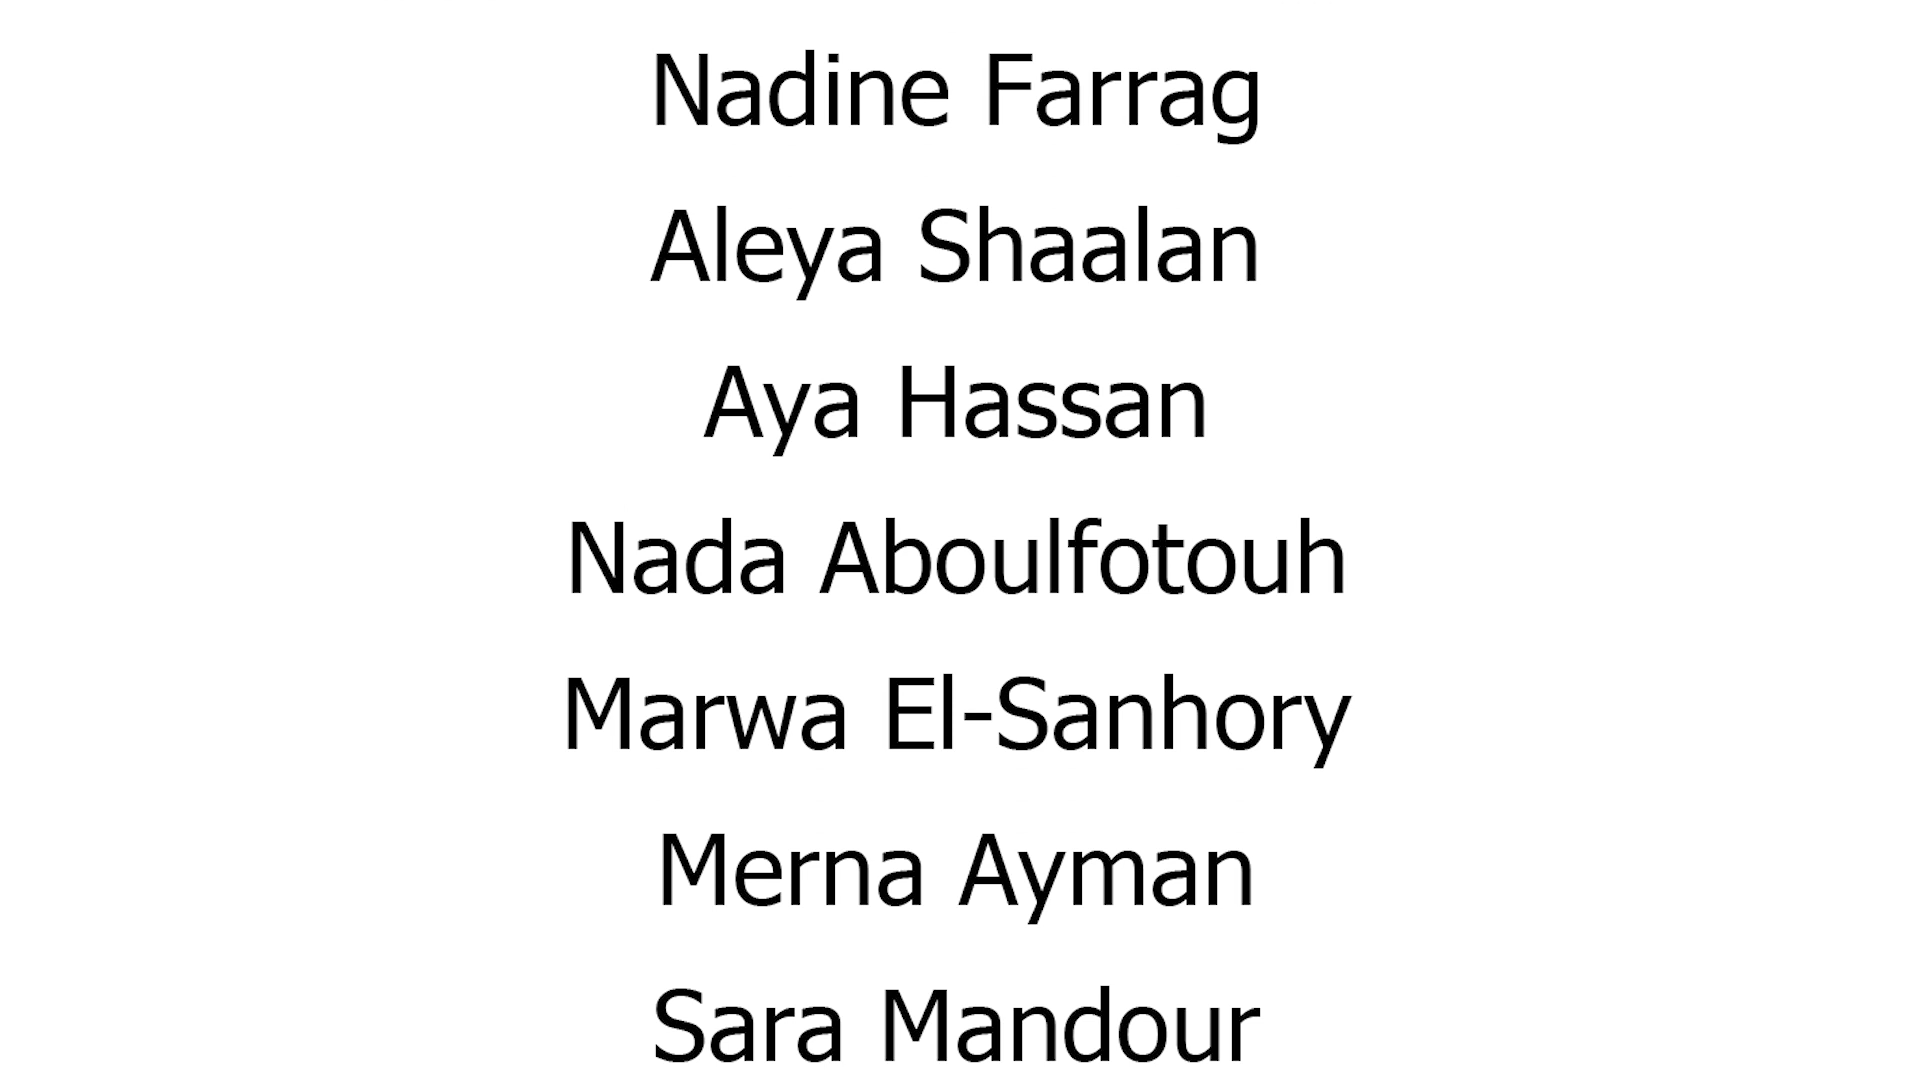 Nadine Farrag
Aleya Shaalan
Aya Hassan
Nada Aboulfotouh
Marwa El-Sanhory
Merna Ayman
Sara Mandour